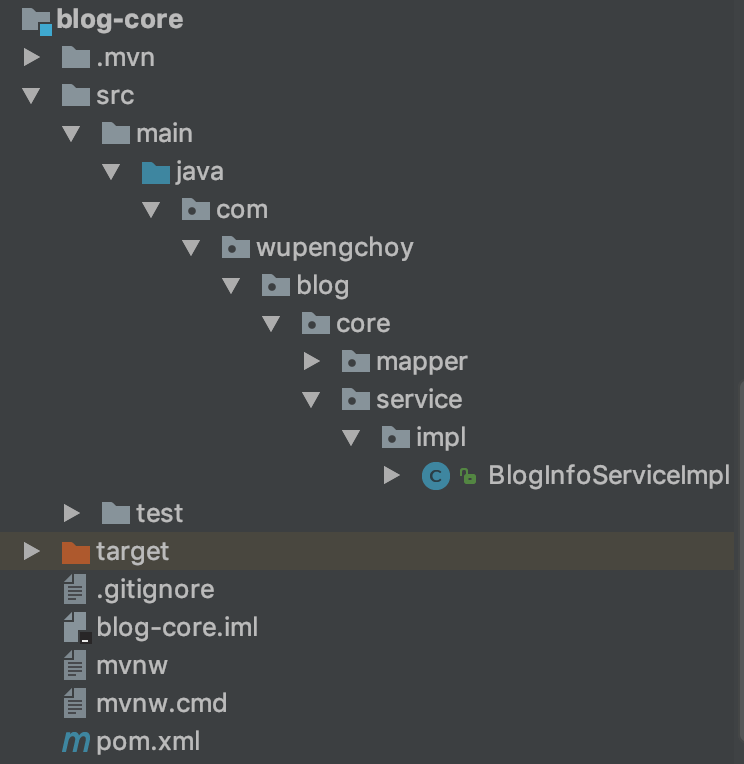 blog-core
.mvn
src
main
java
com
wupengchoy
blog
core
mapper
service
impl
C BlogInfoServiceImpl
test
target
.gitignore
blog-core.iml
mvnw
mvnw.cmd
m pom.xml